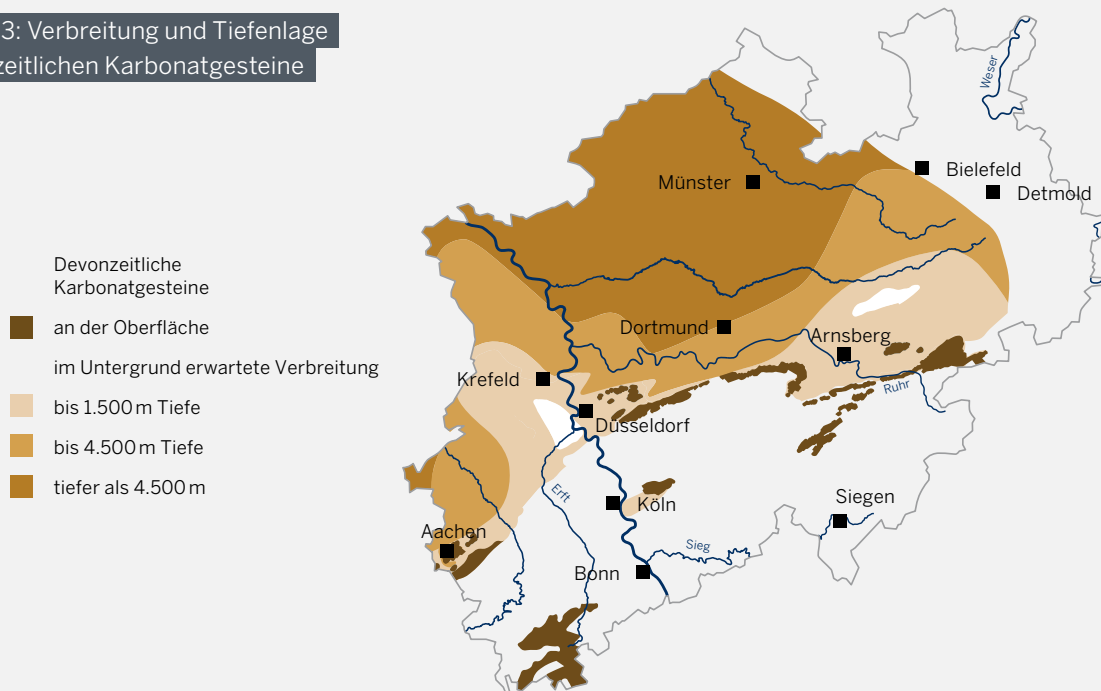 3: Verbreitung und Tiefenlage
zeitlichen Karbonatgesteine
Devonzeitliche
Karbonatgesteine
an der Oberfläche
im Untergrund erwartete Verbreitung
bis 1.500 m Tiefe
bis 4.500 m Tiefe
tiefer als 4.500 m
Weser
Bielefeld
Detmold
Münster
Dortmund
Arnsberg
Krefeld
Ruhr
Düsseldorf
Erft
Köln
Siegen
Aachen
Sieg
Bonn